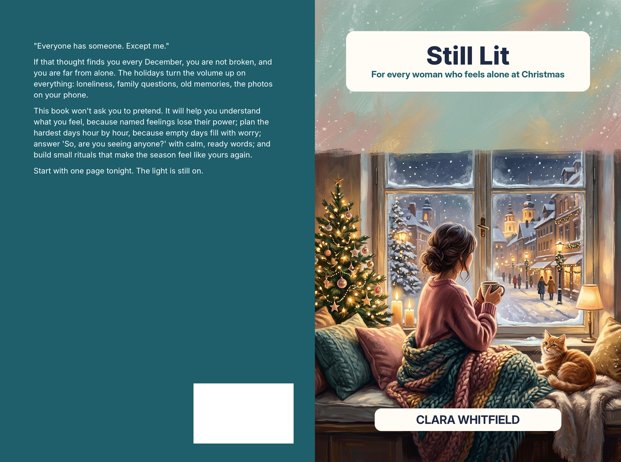 "Everyone has someone. Except me."
If that thought finds you every December, you are not broken, and
you are far from alone. The holidays turn the volume up on
everything: loneliness, family questions, old memories, the photos
on your phone.
This book won't ask you to pretend. It will help you understand
what you feel, because named feelings lose their power; plan the
hardest days hour by hour, because empty days fill with worry;
answer 'So, are you seeing anyone?' with calm, ready words; and
build small rituals that make the season feel like yours again.
Start with one page tonight. The light is still on.
Still Lit
For every woman who feels alone at Christmas
CLARA WHITFIELD